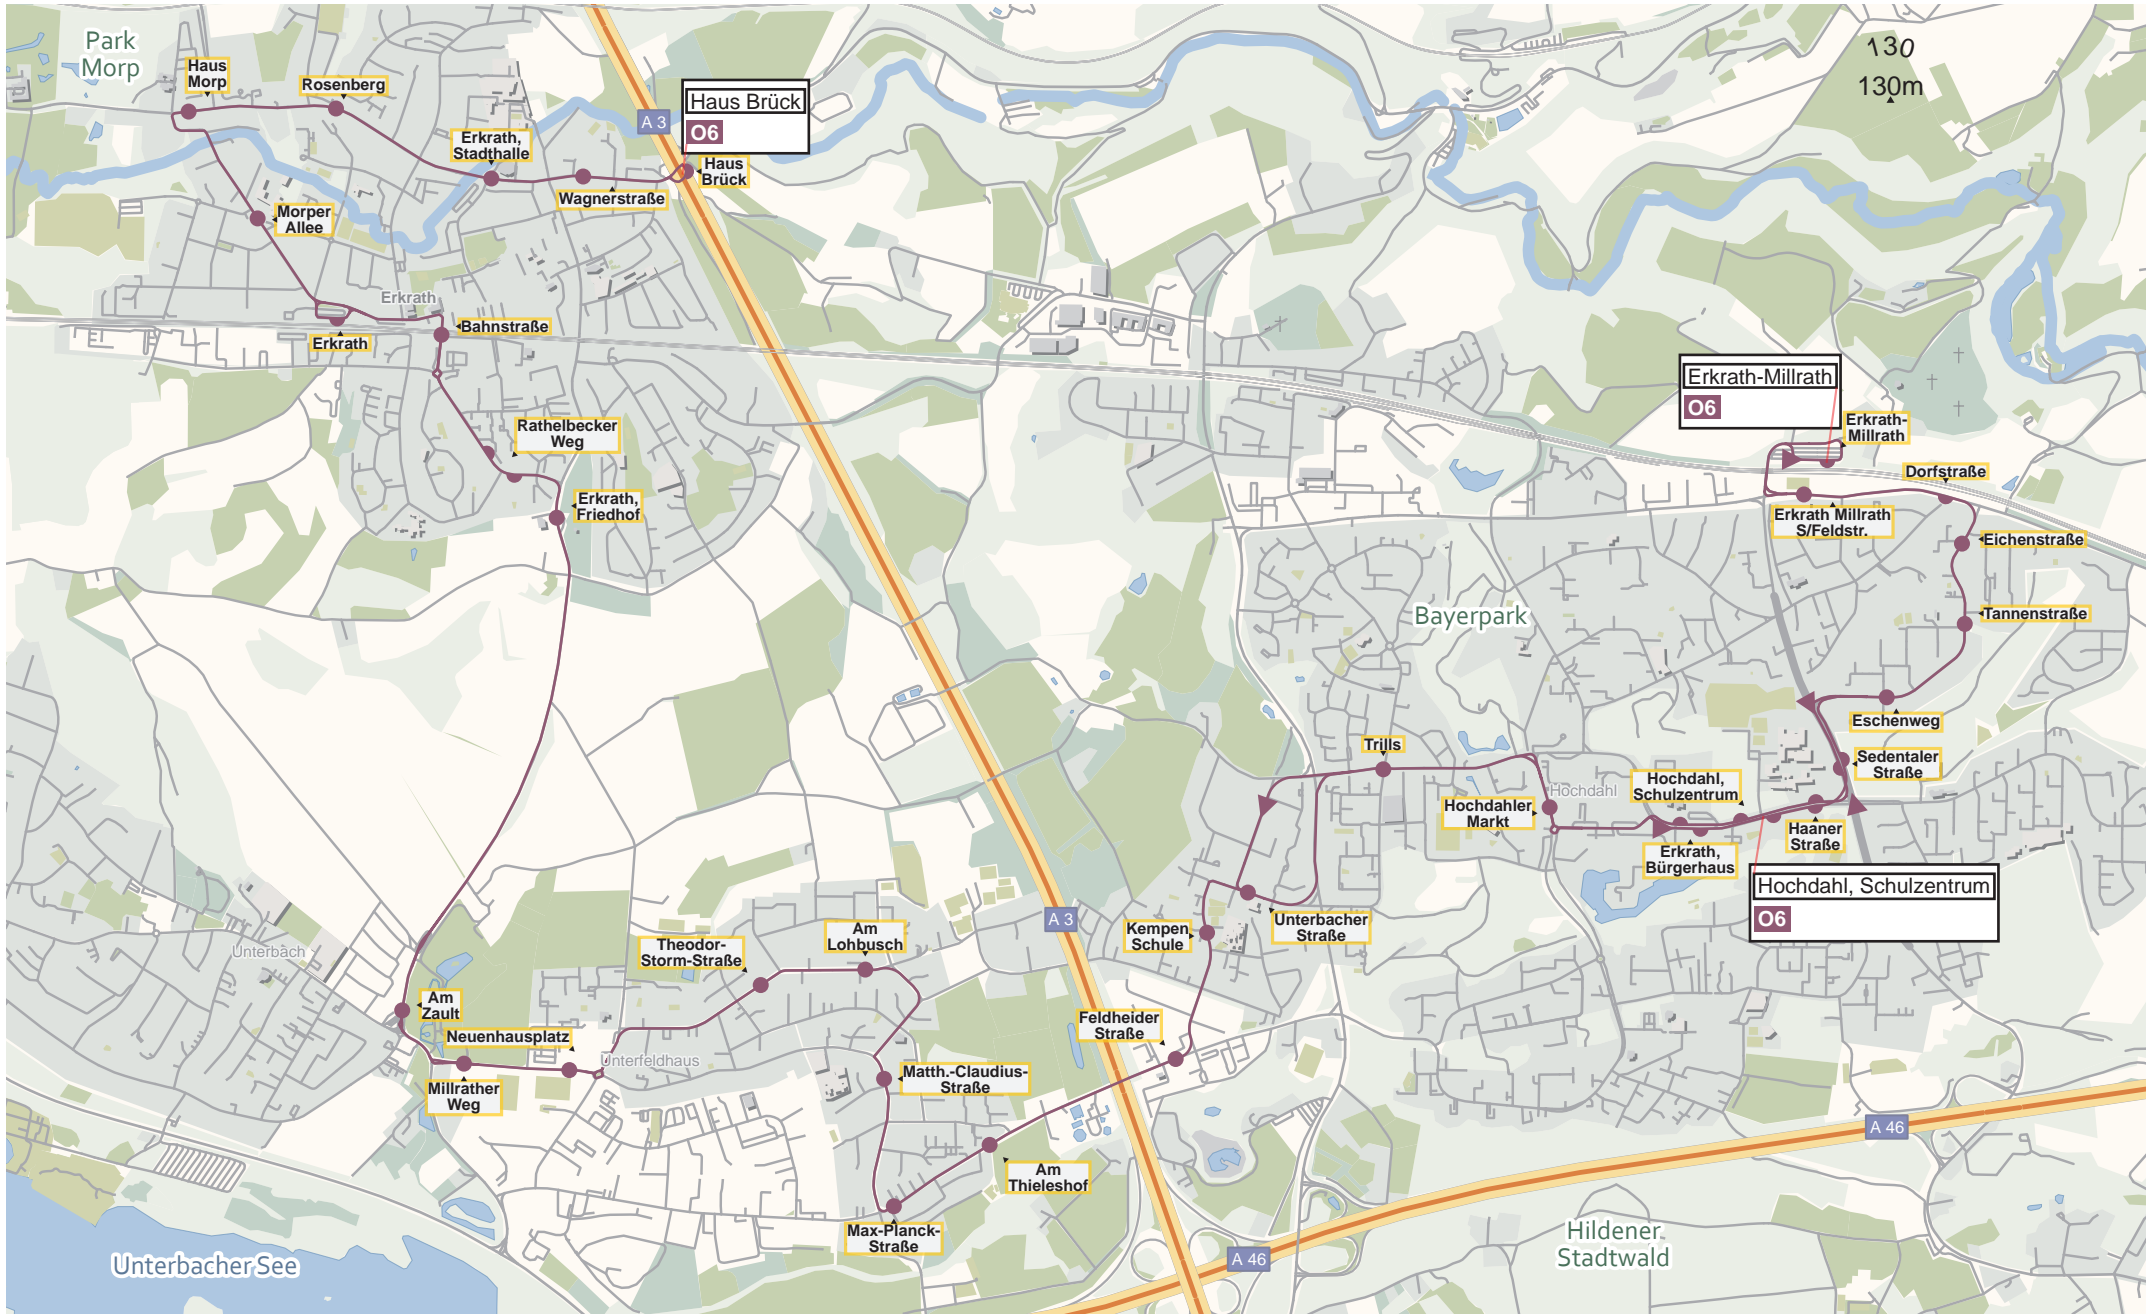 Park
Morp
Haus
Morp
Rosenberg
Erkrath,
Stadthalle
Wagnerstraße
A 3
Haus Brück
O6
Haus
Brück
130
130m
Morper
Allee
Erkrath
Erkrath
Bahnstraße
Rathelbecker
Weg
Erkrath,
Friedhof
Erkrath-Millrath
O6
Erkrath-
Millrath
Dorfstraße
Erkrath Millrath
S/Feldstr.
Eichenstraße
Tannenstraße
Bayerpark
Eschenweg
Sedentaler
Straße
Trills
Hochdahl
Hochdahl,
Schulzentrum
Hochdahler
Markt
Haaner
Straße
Erkrath,
Bürgerhaus
Hochdahl, Schulzentrum
O6
Unterbacher
Straße
Kempen
Schule
A 3
Am
Lohbusch
Theodor-
Storm-Straße
Unterbach
Am
Zault
Neuenhausplatz
Unterfeldhaus
Feldheider
Straße
Millrather
Weg
Matth.-Claudius-
Straße
Am
Thieleshof
Max-Planck-
Straße
A 46
A 46
Hildener
Stadtwald
Unterbacher See